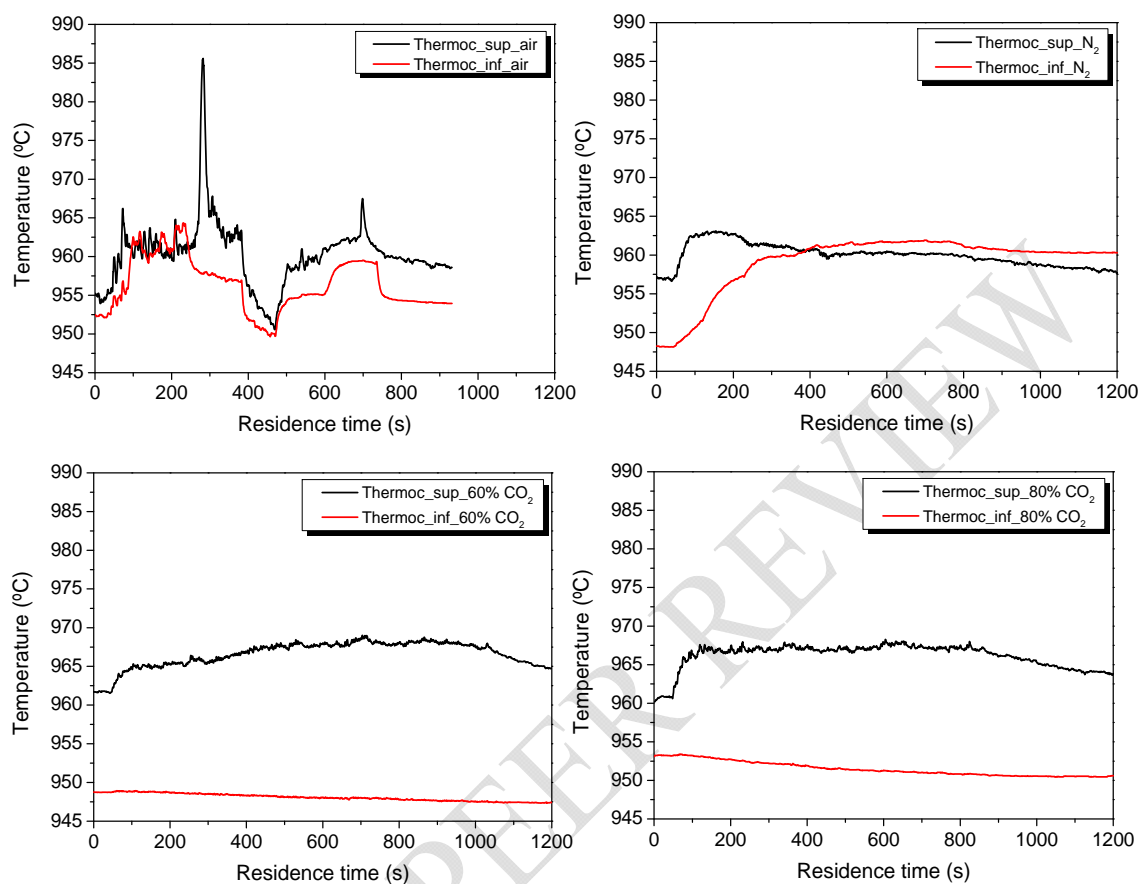 990
985
980
975
970
965
960
955
950
945
0 200 400 600 800 1000 1200
Temperature (ºC)
Residence time (s)
Thermoc_sup_air
Thermoc_inf_air
990
985
980
975
970
965
960
955
950
945
0 200 400 600 800 1000 1200
Temperature (ºC)
Residence time (s)
Thermoc_sup_N₂
Thermoc_inf_N₂
990
985
980
975
970
965
960
955
950
945
0 200 400 600 800 1000 1200
Temperature (ºC)
Residence time (s)
Thermoc_sup_60% CO₂
Thermoc_inf_60% CO₂
990
985
980
975
970
965
960
955
950
945
0 200 400 600 800 1000 1200
Temperature (ºC)
Residence time (s)
Thermoc_sup_80% CO₂
Thermoc_inf_80% CO₂
PEER REVIEW